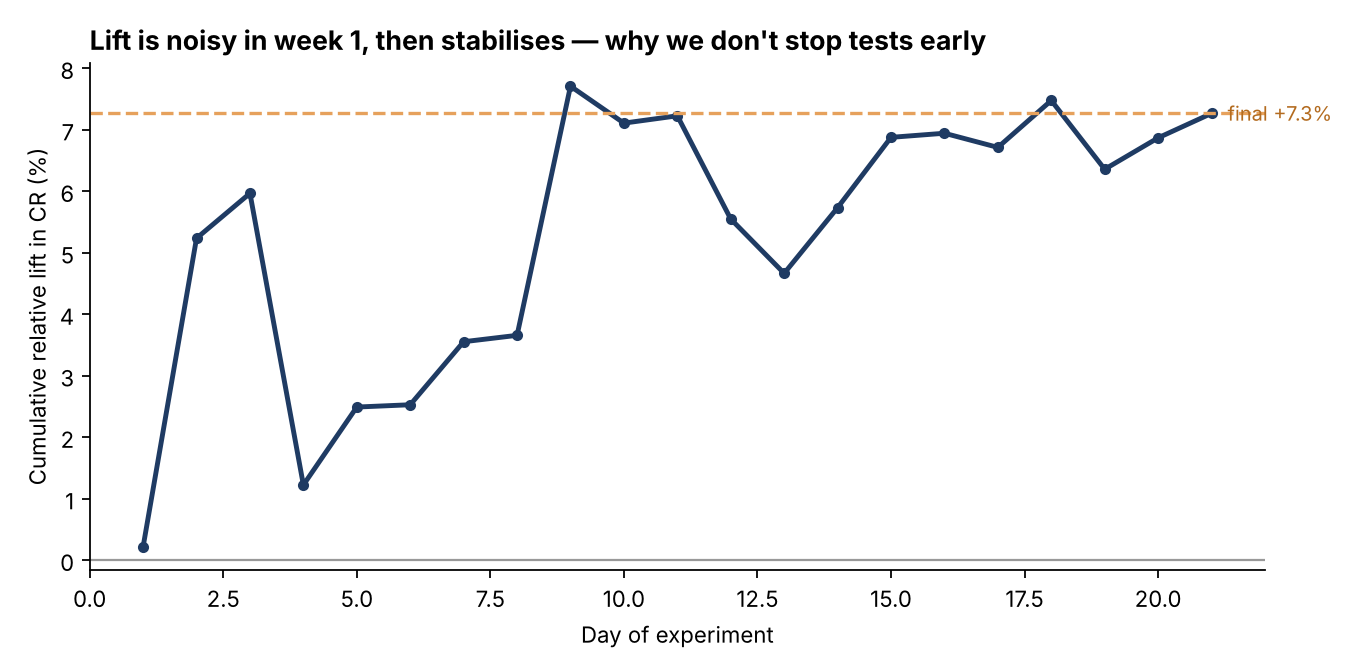 Lift is noisy in week 1, then stabilises — why we don't stop tests early
8
7
6
5
4
3
2
1
0
Cumulative relative lift in CR (%)
final +7.3%
0.0 2.5 5.0 7.5 10.0 12.5 15.0 17.5 20.0
Day of experiment